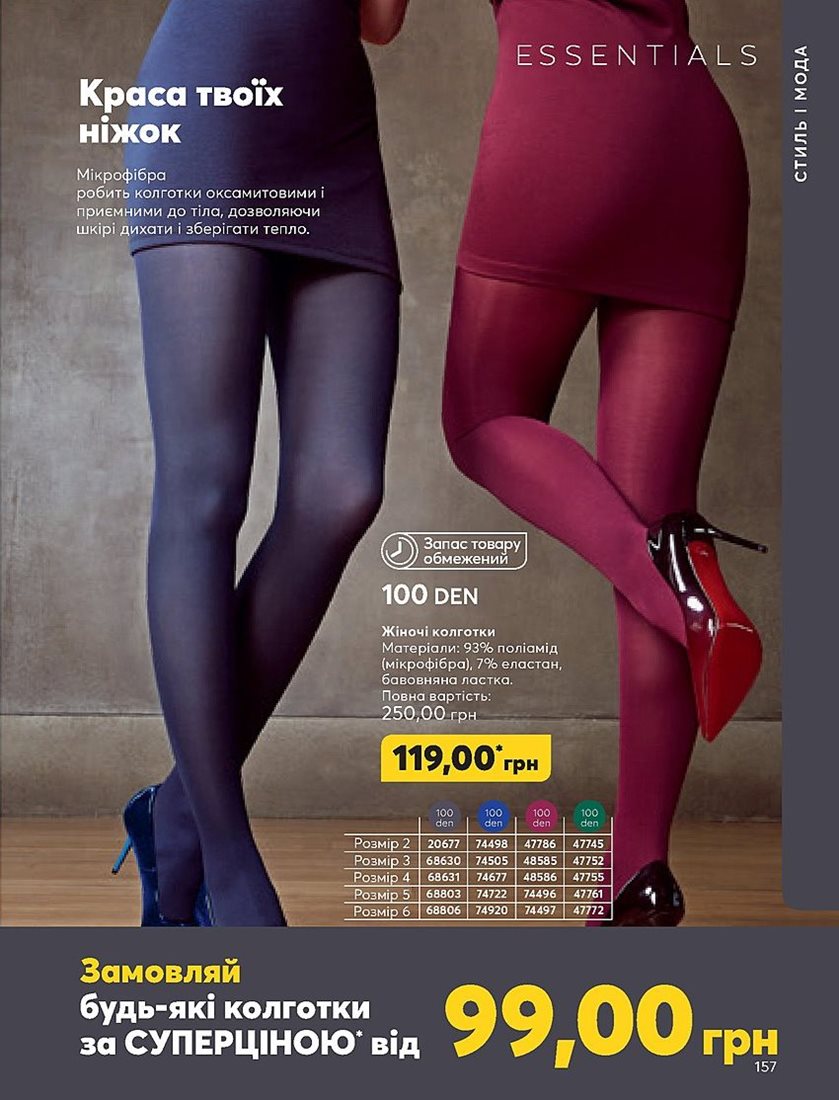 ESSENTIALS
СТИЛЬ І МОДА
Краса твоїх
ніжок
Мікрофібра
робить колготки оксамитовими і
приємними до тіла, дозволяючи
шкірі дихати і зберігати тепло.
Запас товару
обмежений
100 DEN
Жіночі колготки
Матеріали: 93% поліамід
(мікрофібра), 7% еластан,
бавовняна ластка.
Повна вартість:
250,00 грн
119,00* грн
100 den 100 den 100 den 100 den
Розмір 2 20677 74498 47786 47745
Розмір 3 68630 74505 48585 47752
Розмір 4 68631 74677 48586 47755
Розмір 5 68803 74722 74496 47761
Розмір 6 68806 74920 74497 47772
Замовляй
будь-які колготки
за СУПЕРЦІНОЮ* від
99,00 грн
157